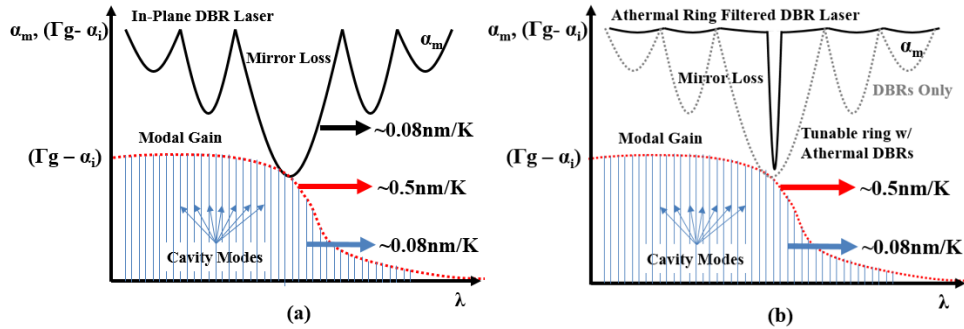 In-Plane DBR Laser
αm, (Γg- αi)
αm
Mirror Loss
~0.08nm/K
Modal Gain
(Γg – αi)
~0.5nm/K
~0.08nm/K
Cavity Modes
λ
(a)
Athermal Ring Filtered DBR Laser
αm, (Γg- αi)
αm
Mirror Loss
DBRs Only
Tunable ring w/
Athermal DBRs
Modal Gain
(Γg – αi)
~0.5nm/K
~0.08nm/K
Cavity Modes
λ
(b)